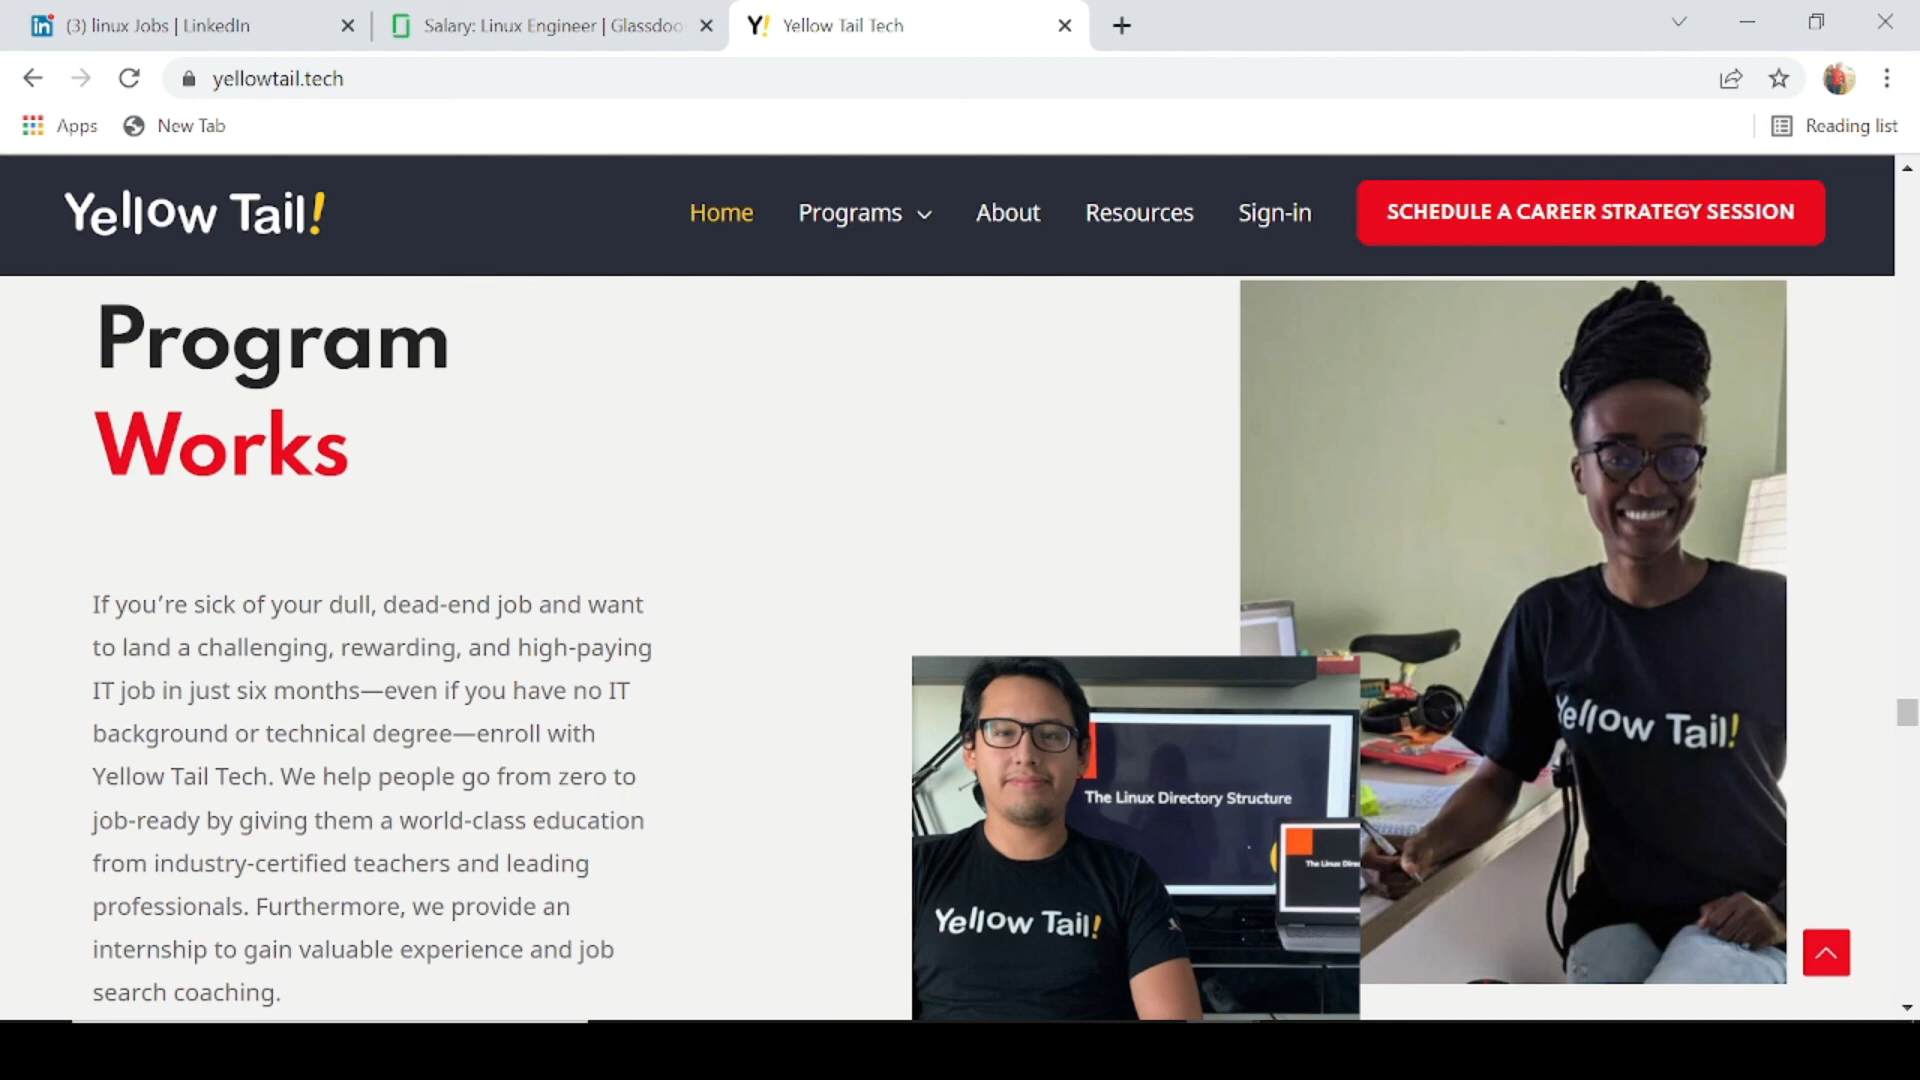 (3) linux Jobs | LinkedIn
Salary: Linux Engineer | Glassdoo
Yellow Tail Tech
yellowtail.tech
Apps
New Tab
Reading list
Yellow Tail!
Home
Programs
About
Resources
Sign-in
SCHEDULE A CAREER STRATEGY SESSION
Program
Works
If you’re sick of your dull, dead-end job and want
to land a challenging, rewarding, and high-paying
IT job in just six months—even if you have no IT
background or technical degree—enroll with
Yellow Tail Tech. We help people go from zero to
job-ready by giving them a world-class education
from industry-certified teachers and leading
professionals. Furthermore, we provide an
internship to gain valuable experience and job
search coaching.
Yellow Tail!
The Linux Directory Structure
The Linux Dire
Yellow Tail!